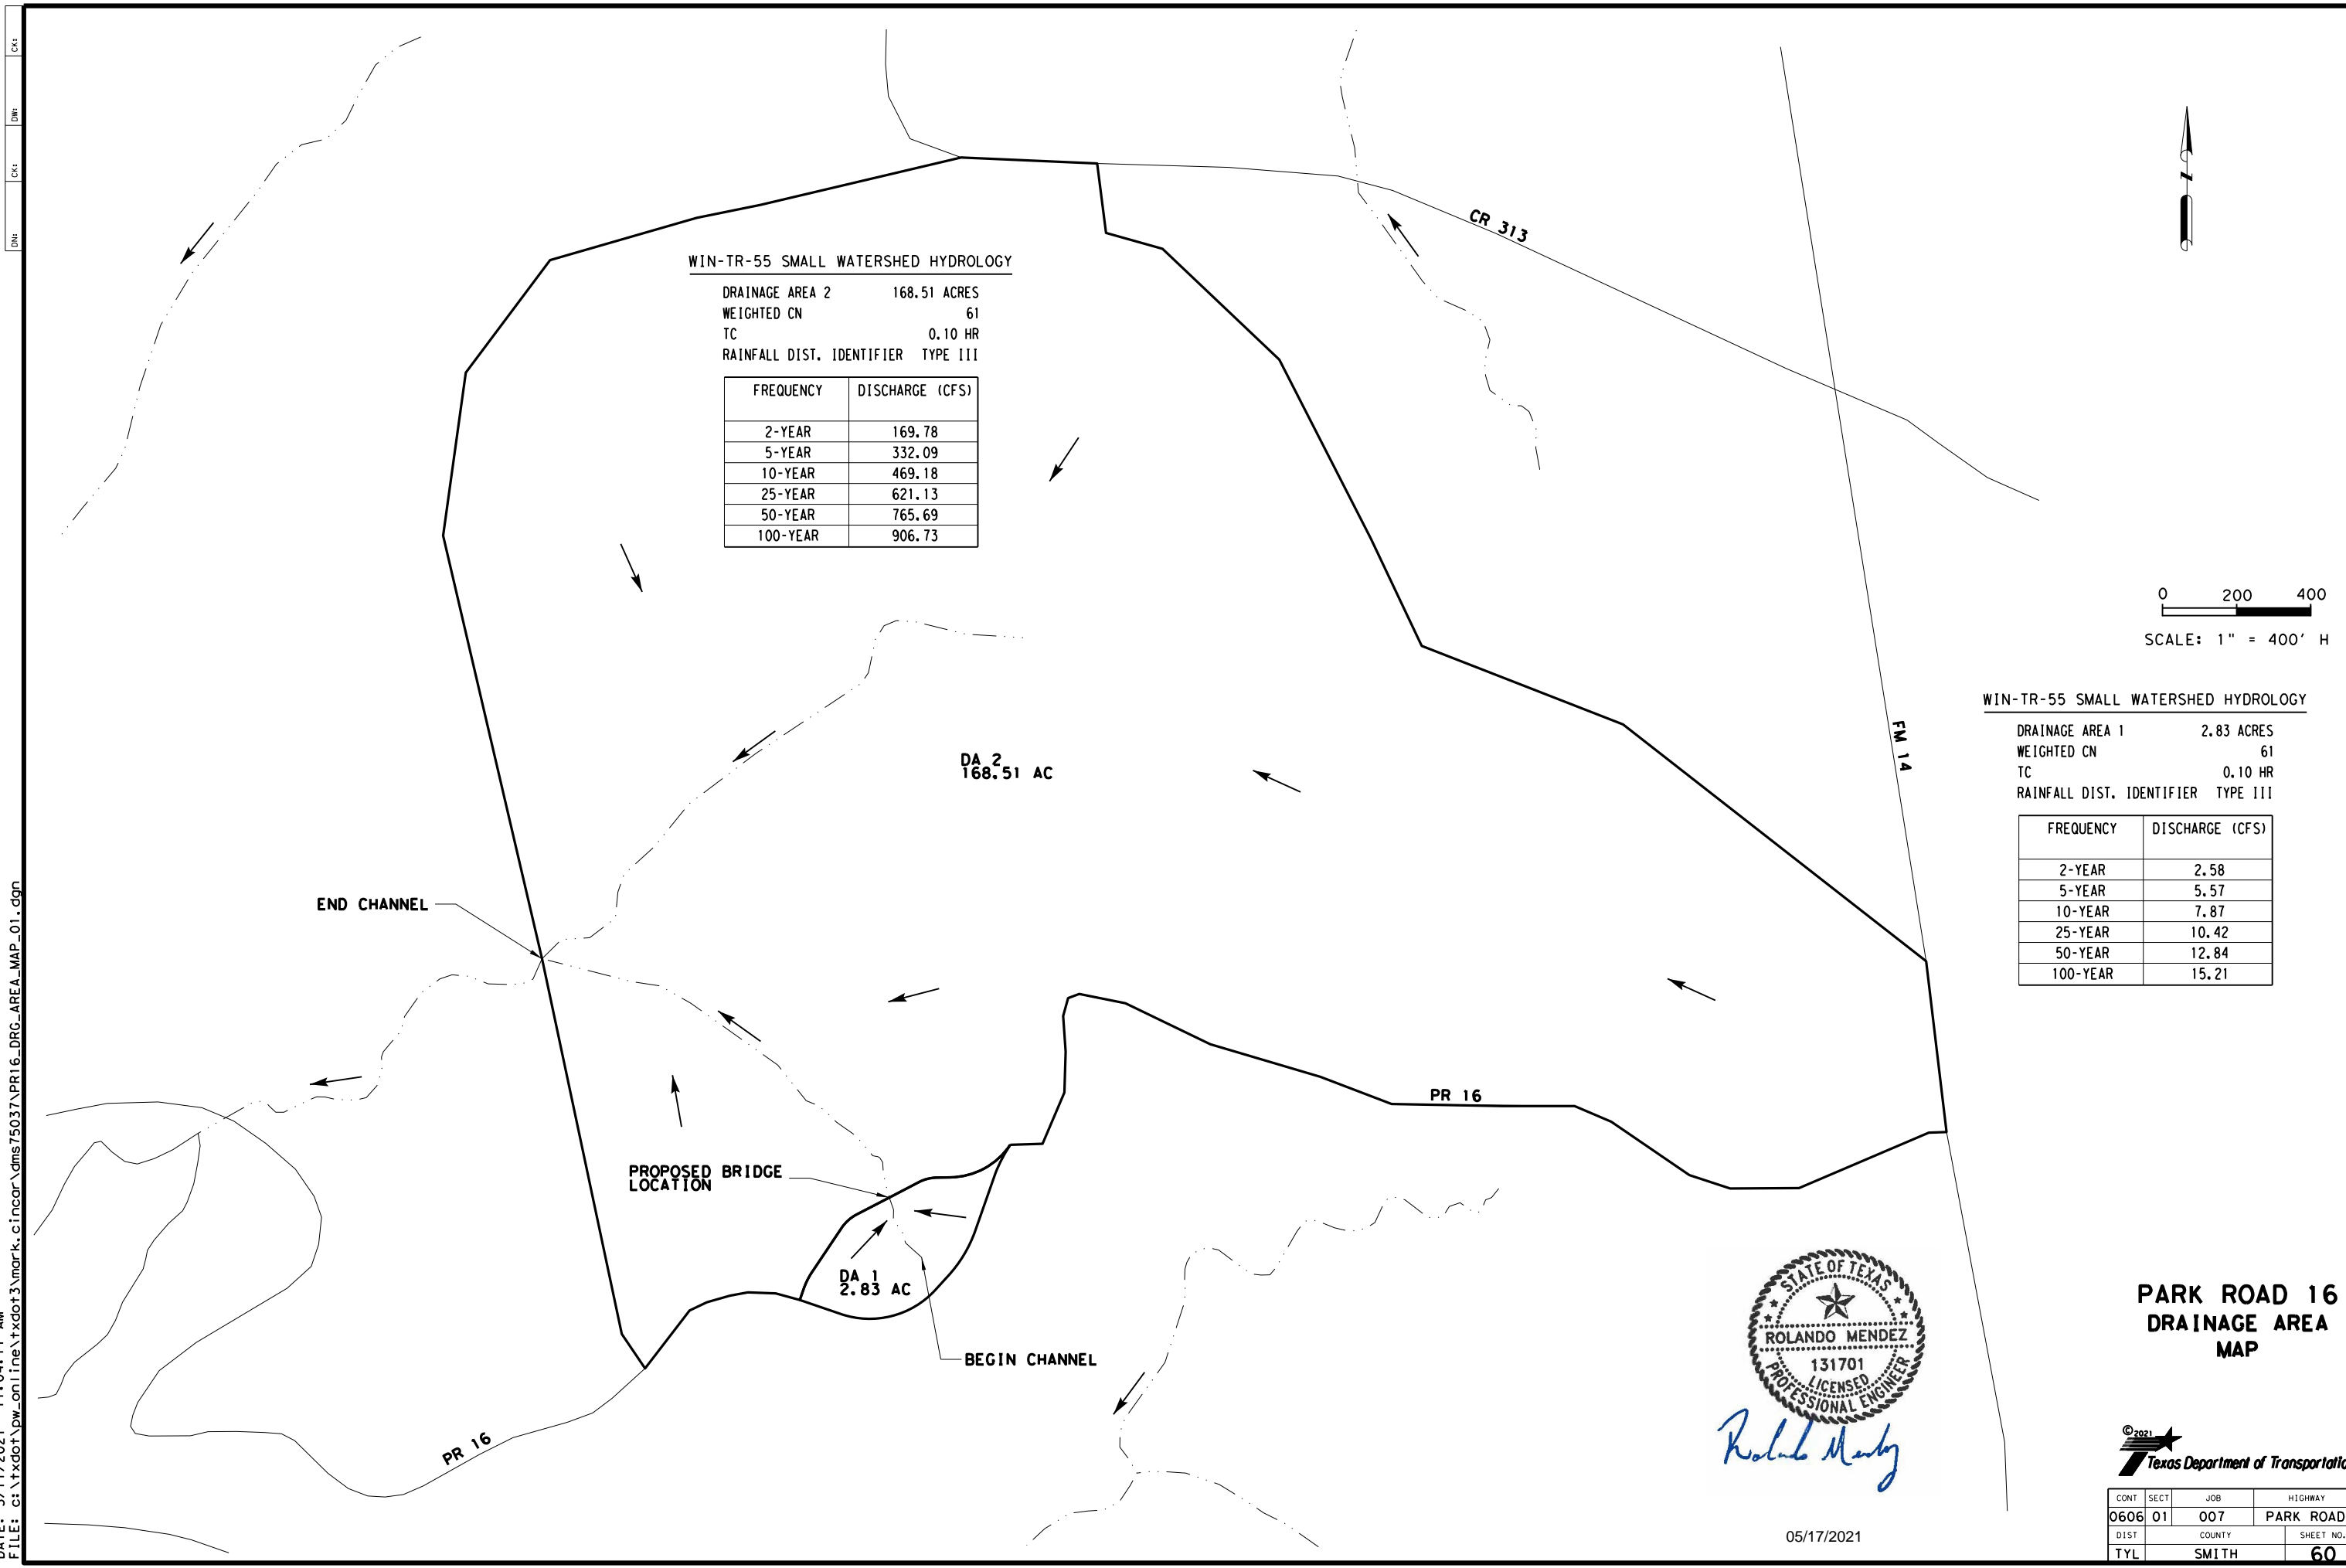 CK:
DW:
CK:
DN:
CR 313
WIN-TR-55 SMALL WATERSHED HYDROLOGY
DRAINAGE AREA 2 168.51 ACRES
WEIGHTED CN 61
TC 0.10 HR
RAINFALL DIST. IDENTIFIER TYPE III
FREQUENCY DISCHARGE (CFS)
2-YEAR 169.78
5-YEAR 332.09
10-YEAR 469.18
25-YEAR 621.13
50-YEAR 765.69
100-YEAR 906.73
0 200 400
SCALE: 1" = 400' H
WIN-TR-55 SMALL WATERSHED HYDROLOGY
DRAINAGE AREA 1 2.83 ACRES
WEIGHTED CN 61
TC 0.10 HR
RAINFALL DIST. IDENTIFIER TYPE III
FREQUENCY DISCHARGE (CFS)
2-YEAR 2.58
5-YEAR 5.57
10-YEAR 7.87
25-YEAR 10.42
50-YEAR 12.84
100-YEAR 15.21
FM 14
DA 2
168.51 AC
END CHANNEL
PR 16
PROPOSED BRIDGE
LOCATION
DA 1
2.83 AC
BEGIN CHANNEL
PR 16
STATE OF TEXAS
ROLANDO MENDEZ
131701
LICENSED
PROFESSIONAL ENGINEER
Rolando Mendez
05/17/2021
PARK ROAD 16
DRAINAGE AREA
MAP
©2021
Texas Department of Transportatio
CONT SECT JOB HIGHWAY
0606 01 007 PARK ROAD
DIST COUNTY SHEET NO.
TYL SMITH 60
FILE: c:\txdot\pw_online\txdot3\mark.cincar\dms75037\PR16_DRG_AREA_MAP_01.dgn